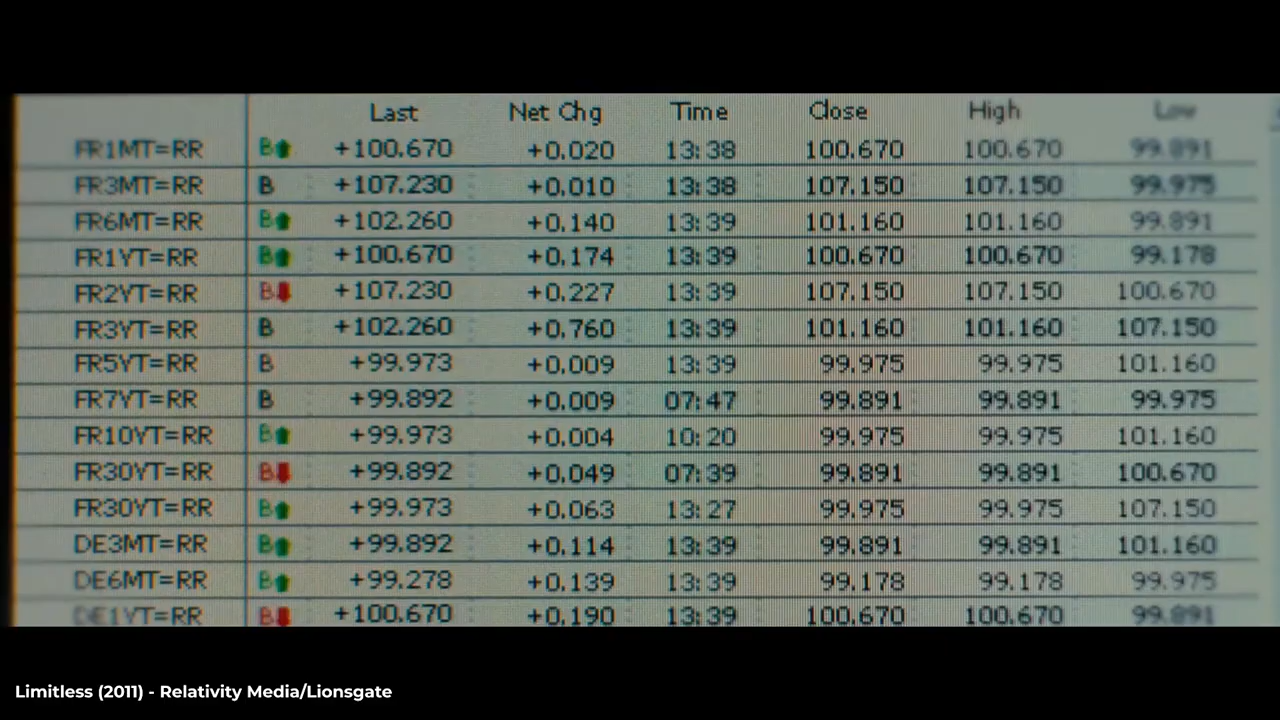 Last Net Chg Time Close High Low
FR1MT=RR B +100.670 +0.020 13:38 100.670 100.670 99.891
FR3MT=RR B +107.230 +0.010 13:38 107.150 107.150 99.975
FR6MT=RR B +102.260 +0.140 13:39 101.160 101.160 99.891
FR1YT=RR B +100.670 +0.174 13:39 100.670 100.670 99.178
FR2YT=RR B +107.230 +0.227 13:39 107.150 107.150 100.670
FR3YT=RR B +102.260 +0.760 13:39 101.160 101.160 107.150
FR5YT=RR B +99.973 +0.009 13:39 99.975 99.975 101.160
FR7YT=RR B +99.892 +0.009 07:47 99.891 99.891 99.975
FR10YT=RR B +99.973 +0.004 10:20 99.975 99.975 101.160
FR30YT=RR B +99.892 +0.049 07:39 99.891 99.891 100.670
FR30YT=RR B +99.973 +0.063 13:27 99.975 99.975 107.150
DE3MT=RR B +99.892 +0.114 13:39 99.891 99.891 101.160
DE6MT=RR B +99.278 +0.139 13:39 99.178 99.178 99.975
DE1YT=RR B +100.670 +0.190 13:39 100.670 100.670 99.891
Limitless (2011) - Relativity Media/Lionsgate